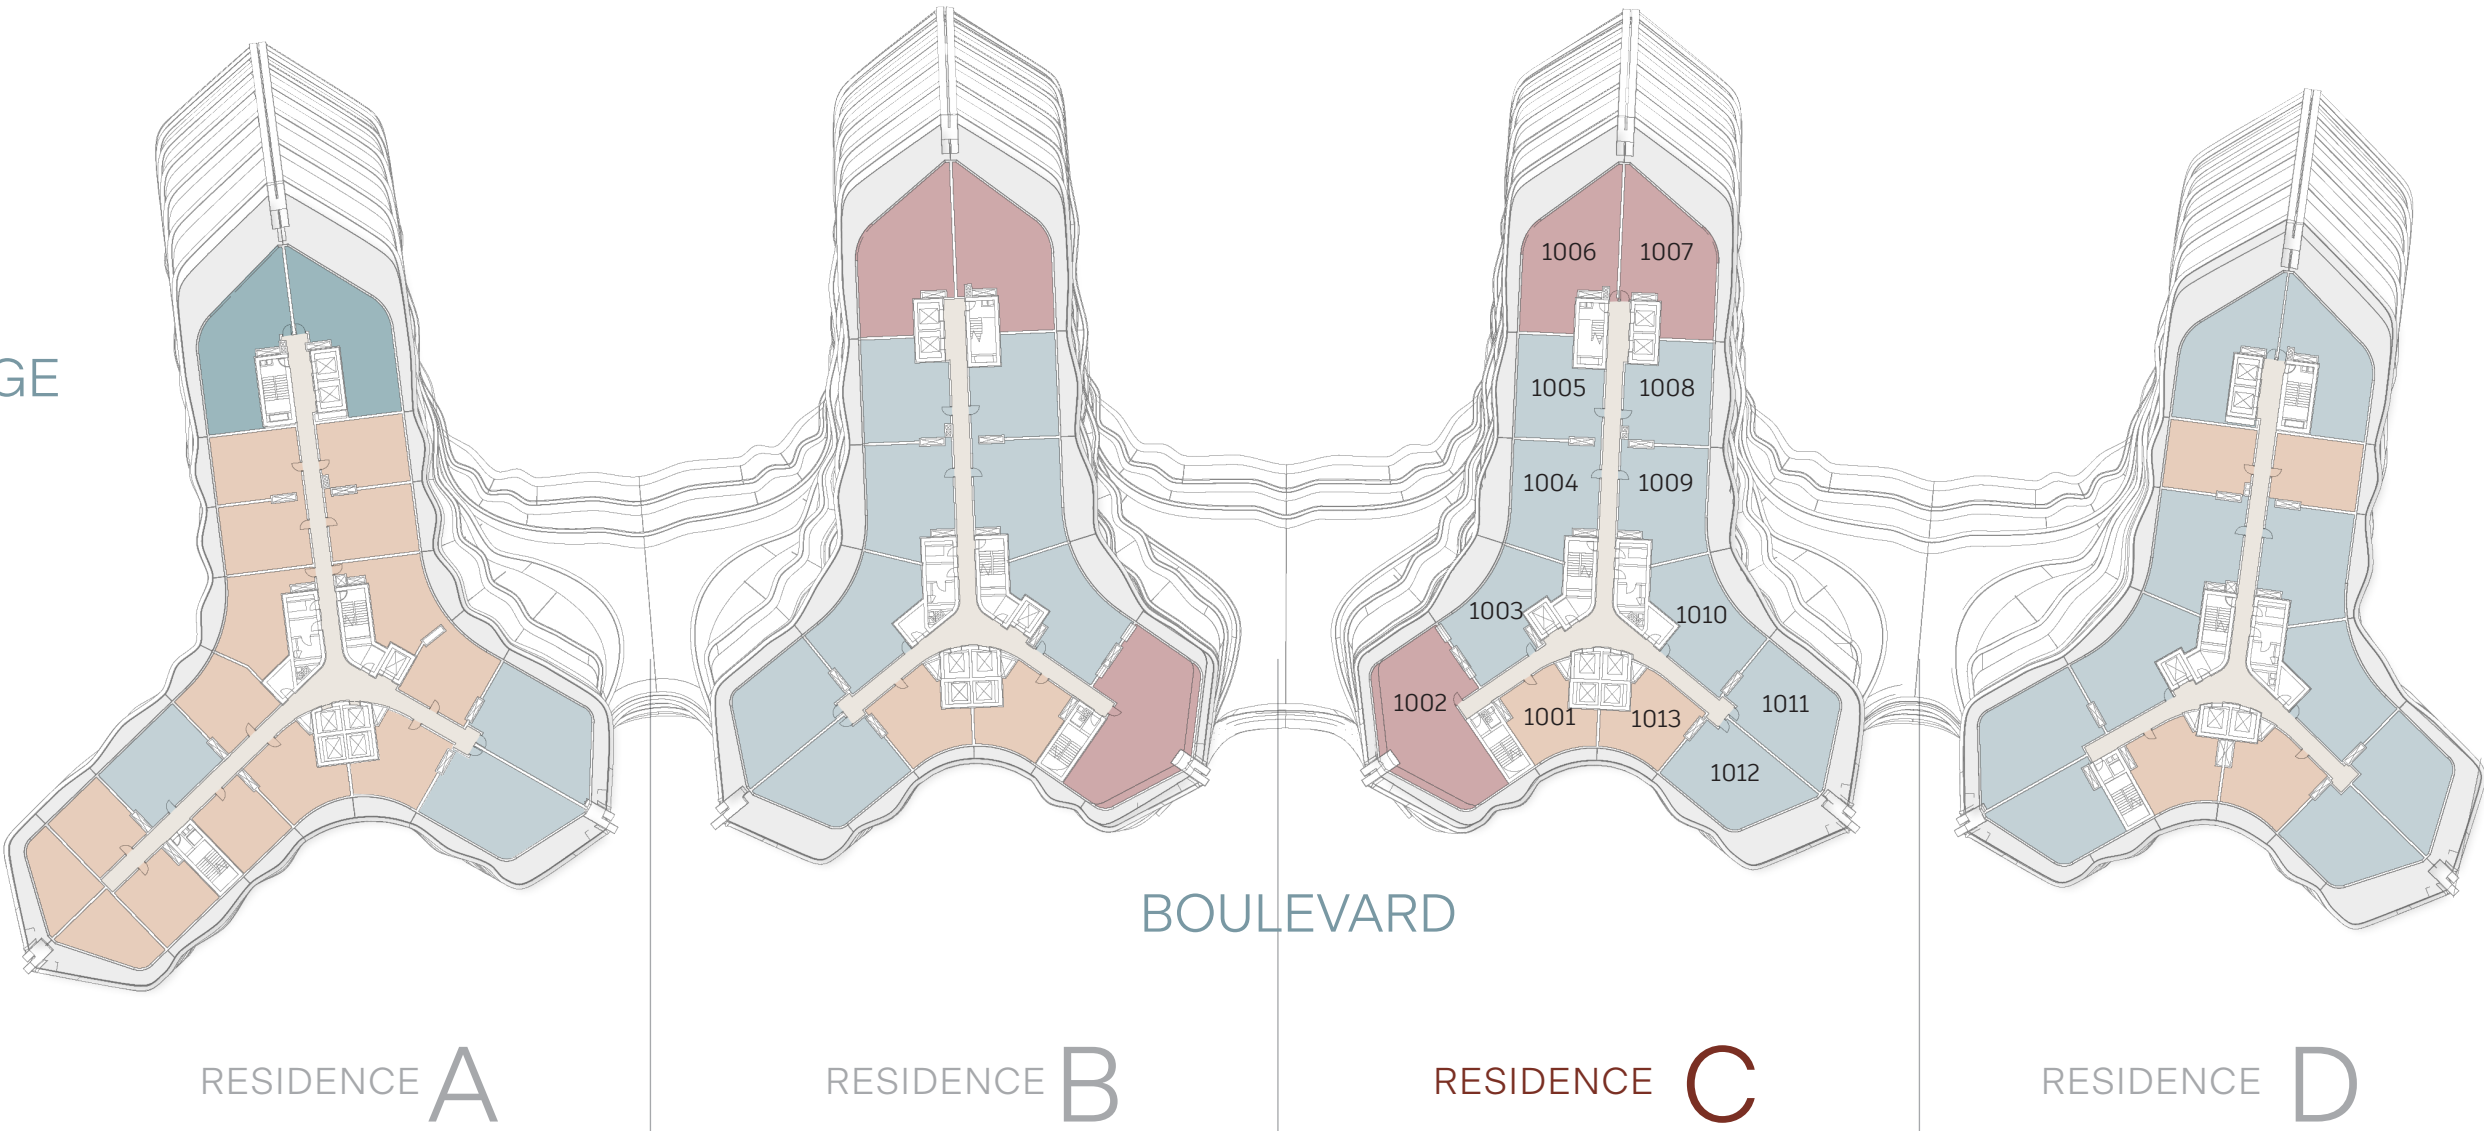 GE
1006 1007
1005 1008
1004 1009
1003 1010
1002 1001 1013 1011
1012
BOULEVARD
RESIDENCE A
RESIDENCE B
RESIDENCE C
RESIDENCE D